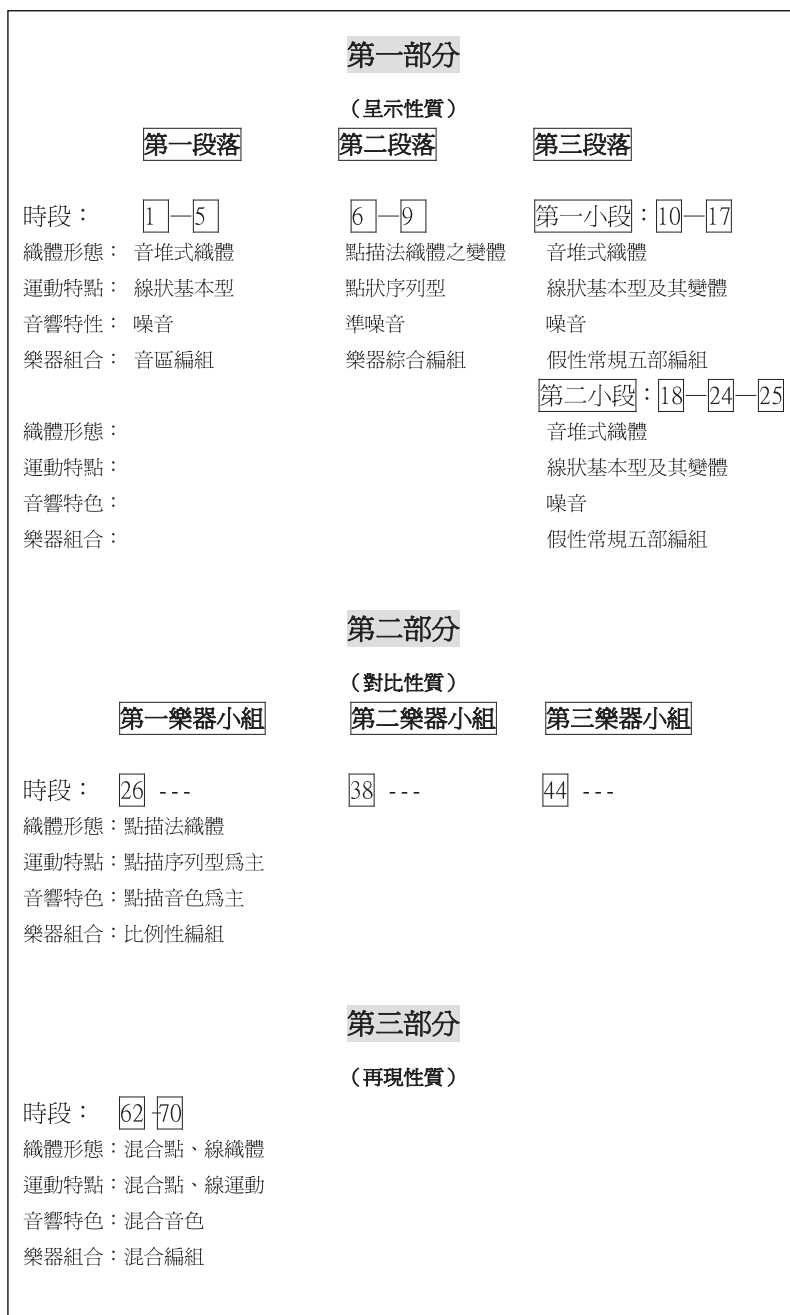 第一部分
（呈示性質）
第一段落 第二段落 第三段落
時段： 1 —5 6 —9 第一小段：10—17
織體形態： 音堆式織體 點描法織體之變體 音堆式織體
運動特點： 線狀基本型 點狀序列型 線狀基本型及其變體
音響特性： 噪音 準噪音 噪音
樂器組合： 音區編組 樂器綜合編組 假性常規五部編組
第二小段：18—24—25
織體形態： 音堆式織體
運動特點： 線狀基本型及其變體
音響特色： 噪音
樂器組合： 假性常規五部編組
第二部分
（對比性質）
第一樂器小組 第二樂器小組 第三樂器小組
時段： 26 --- 38 --- 44 ---
織體形態：點描法織體
運動特點：點描序列型爲主
音響特色：點描音色爲主
樂器組合：比例性編組
第三部分
（再現性質）
時段： 62 -70
織體形態：混合點、線織體
運動特點：混合點、線運動
音響特色：混合音色
樂器組合：混合編組